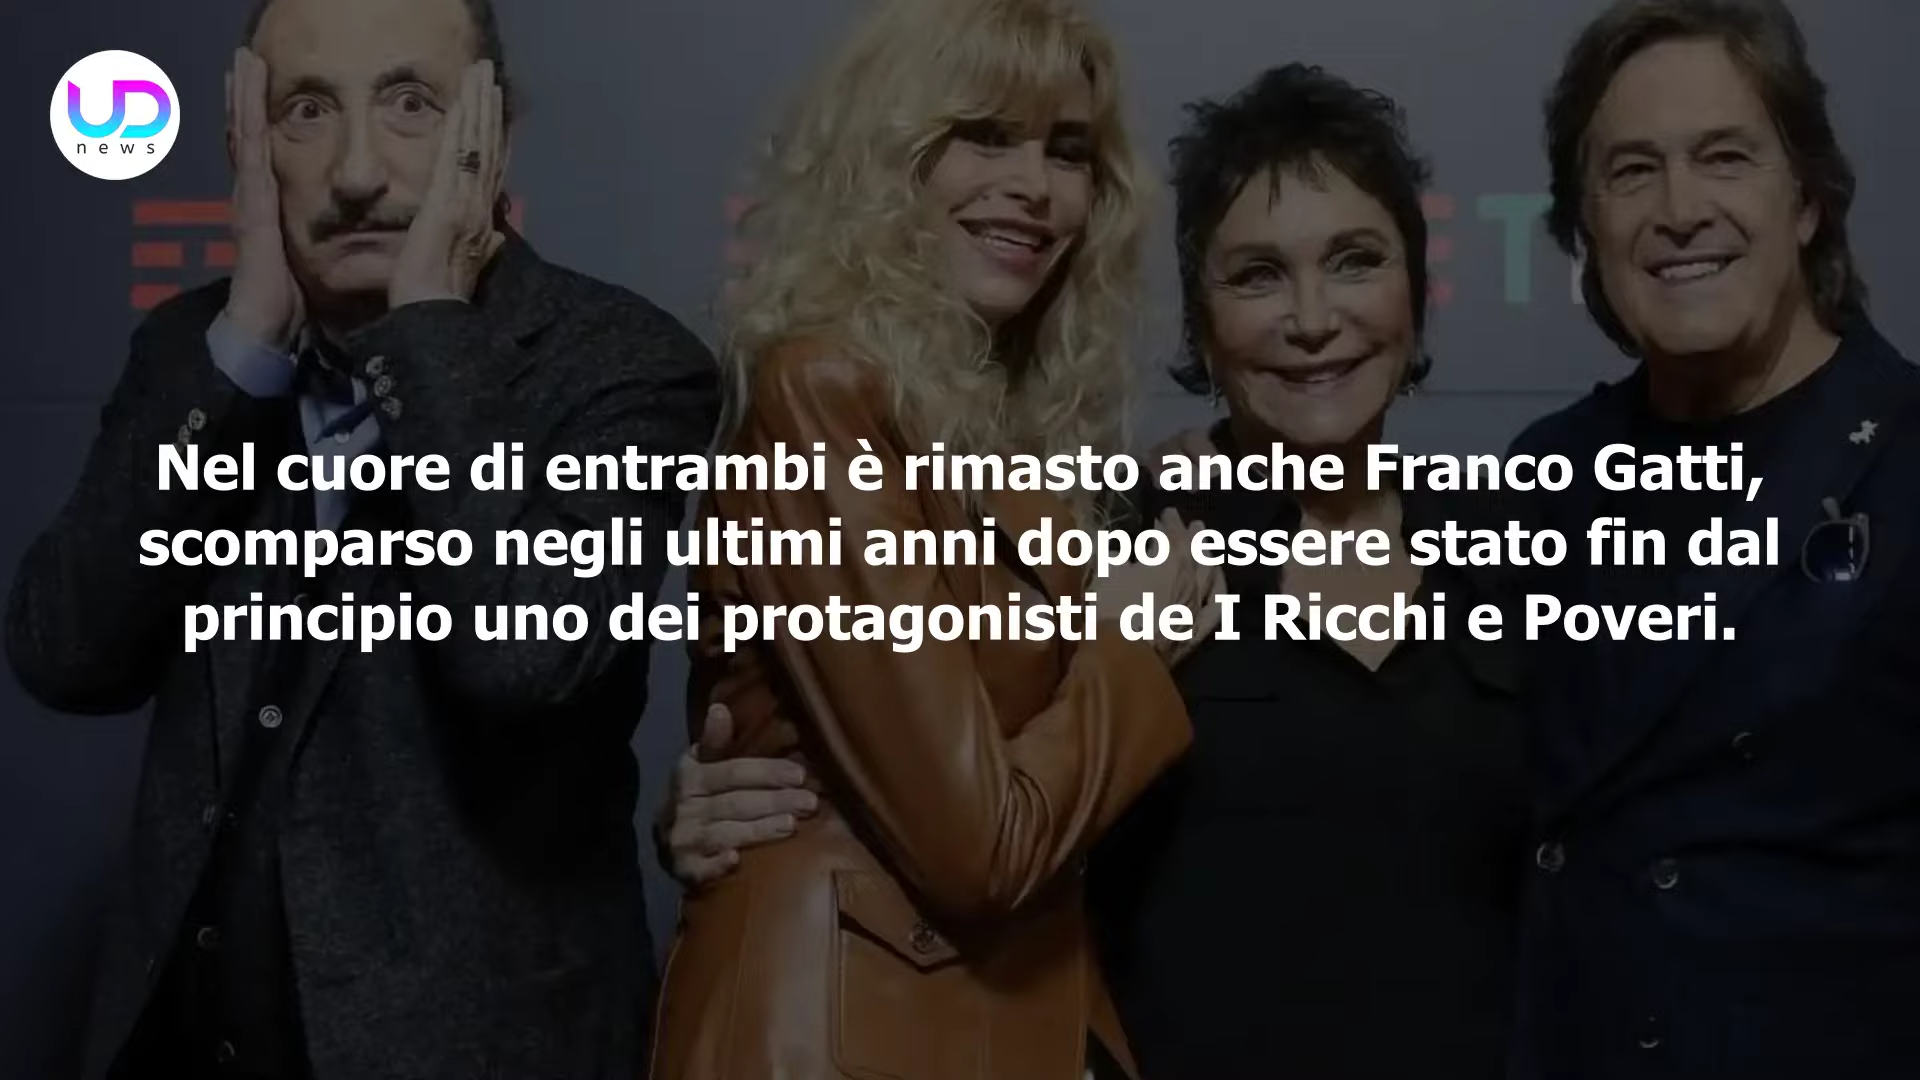 UD
news
Nel cuore di entrambi è rimasto anche Franco Gatti,
scomparso negli ultimi anni dopo essere stato fin dal
principio uno dei protagonisti de I Ricchi e Poveri.